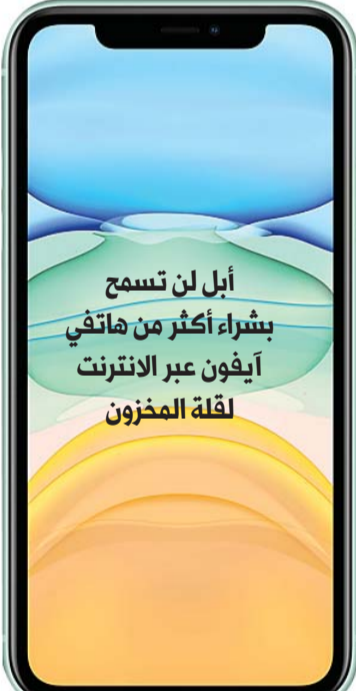 أبل لن تسمح
بشراء أكثر من هاتفي
آيفون عبر الانترنت
لقلة المخزون